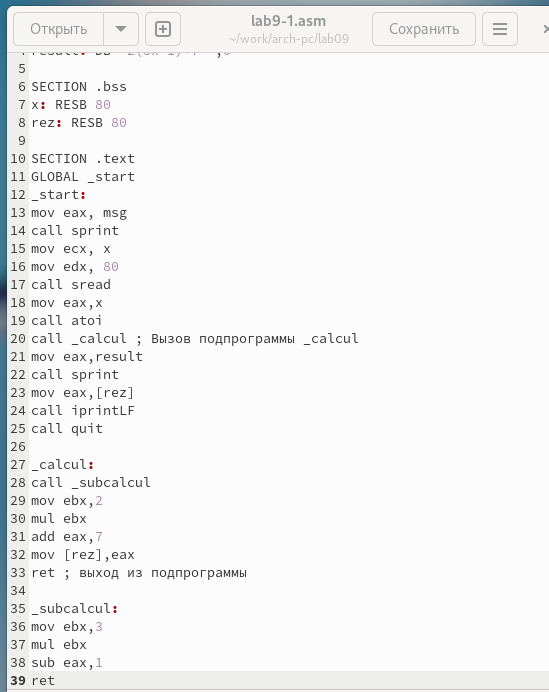 Открыть
lab9-1.asm
~/work/arch-pc/lab09
Сохранить
5
6 SECTION .bss
7 x: RESB 80
8 rez: RESB 80
9
10 SECTION .text
11 GLOBAL _start
12 _start:
13 mov eax, msg
14 call sprint
15 mov ecx, x
16 mov edx, 80
17 call sread
18 mov eax,x
19 call atoi
20 call _calcul ; Вызов подпрограммы _calcul
21 mov eax,result
22 call sprint
23 mov eax,[rez]
24 call iprintLF
25 call quit
26
27 _calcul:
28 call _subcalcul
29 mov ebx,2
30 mul ebx
31 add eax,7
32 mov [rez],eax
33 ret ; выход из подпрограммы
34
35 _subcalcul:
36 mov ebx,3
37 mul ebx
38 sub eax,1
39 ret